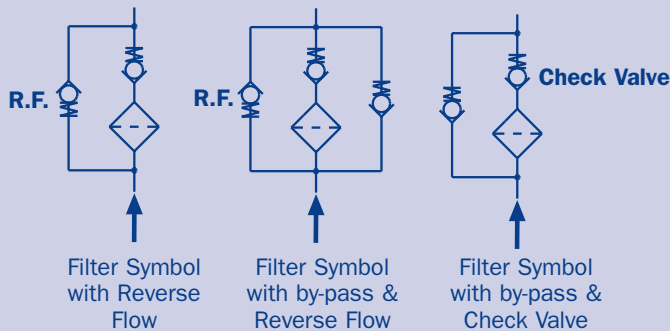 R.F.
R.F.
Check Valve
Filter Symbol
with Reverse
Flow
Filter Symbol
with by-pass &
Reverse Flow
Filter Symbol
with by-pass &
Check Valve